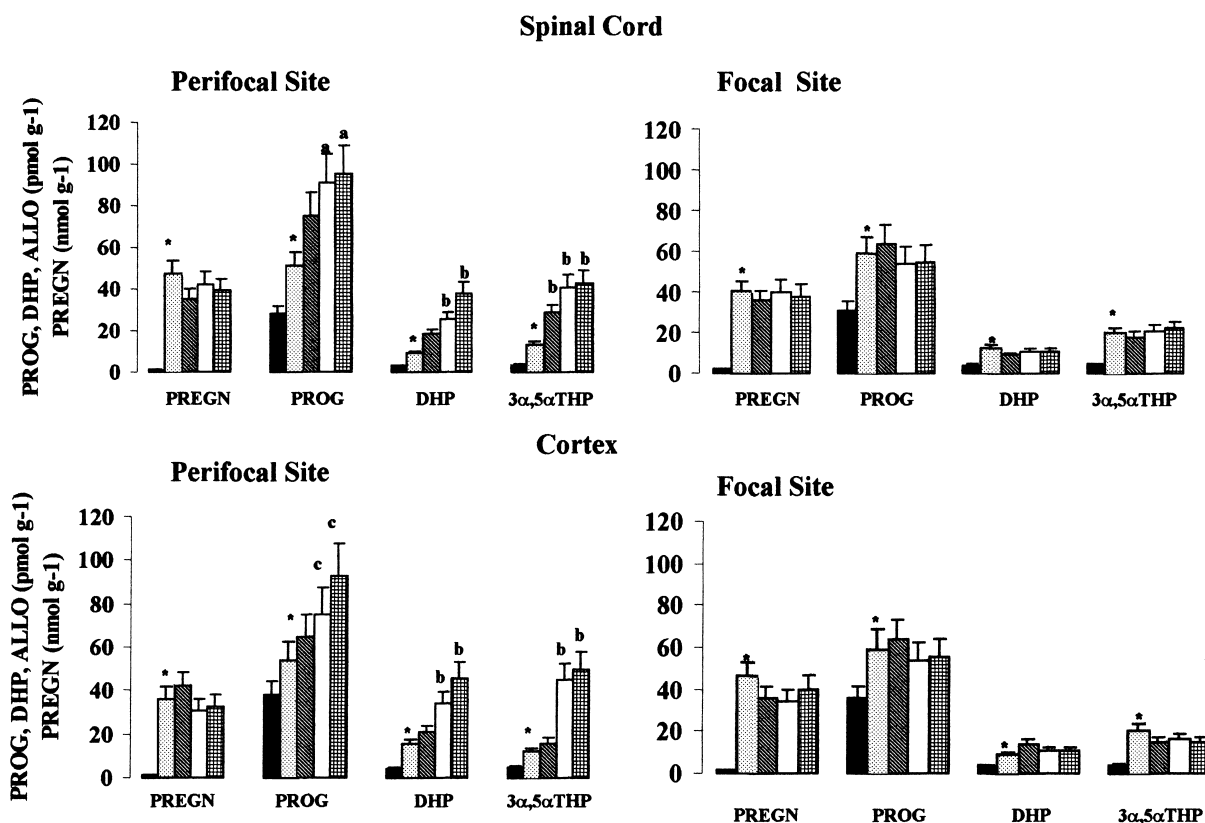 Spinal Cord
Perifocal Site
Focal Site
PROG, DHP, ALLO (pmol g-1)
PREGN (nmol g-1)
120
100
80
60
40
20
0
*
*
a
a
*
b
b
*
b
b
b
PREGN PROG DHP 3α,5αTHP
120
100
80
60
40
20
0
*
*
*
*
PREGN PROG DHP 3α,5αTHP
Cortex
Perifocal Site
Focal Site
PROG, DHP, ALLO (pmol g-1)
PREGN (nmol g-1)
120
100
80
60
40
20
0
*
*
c
c
*
b
b
*
b
b
PREGN PROG DHP 3α,5αTHP
120
100
80
60
40
20
0
*
*
*
*
PREGN PROG DHP 3α,5αTHP